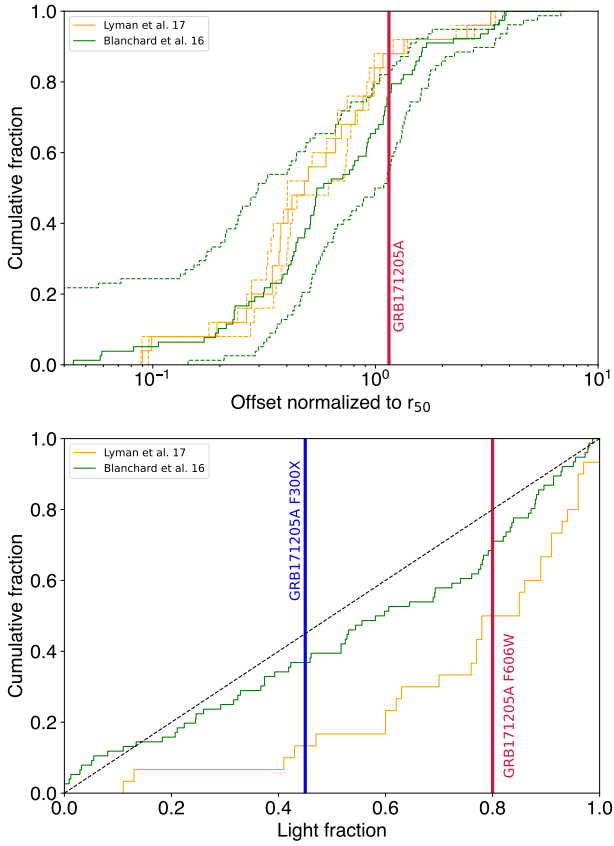 Lyman et al. 17
Blanchard et al. 16
1.0
0.8
0.6
0.4
0.2
0.0
Cumulative fraction
GRB171205A
10⁻¹
10⁰
10¹
Offset normalized to r₅₀
Lyman et al. 17
Blanchard et al. 16
1.0
0.8
0.6
0.4
0.2
0.0
Cumulative fraction
GRB171205A F300X
GRB171205A F606W
0.0
0.2
0.4
0.6
0.8
1.0
Light fraction